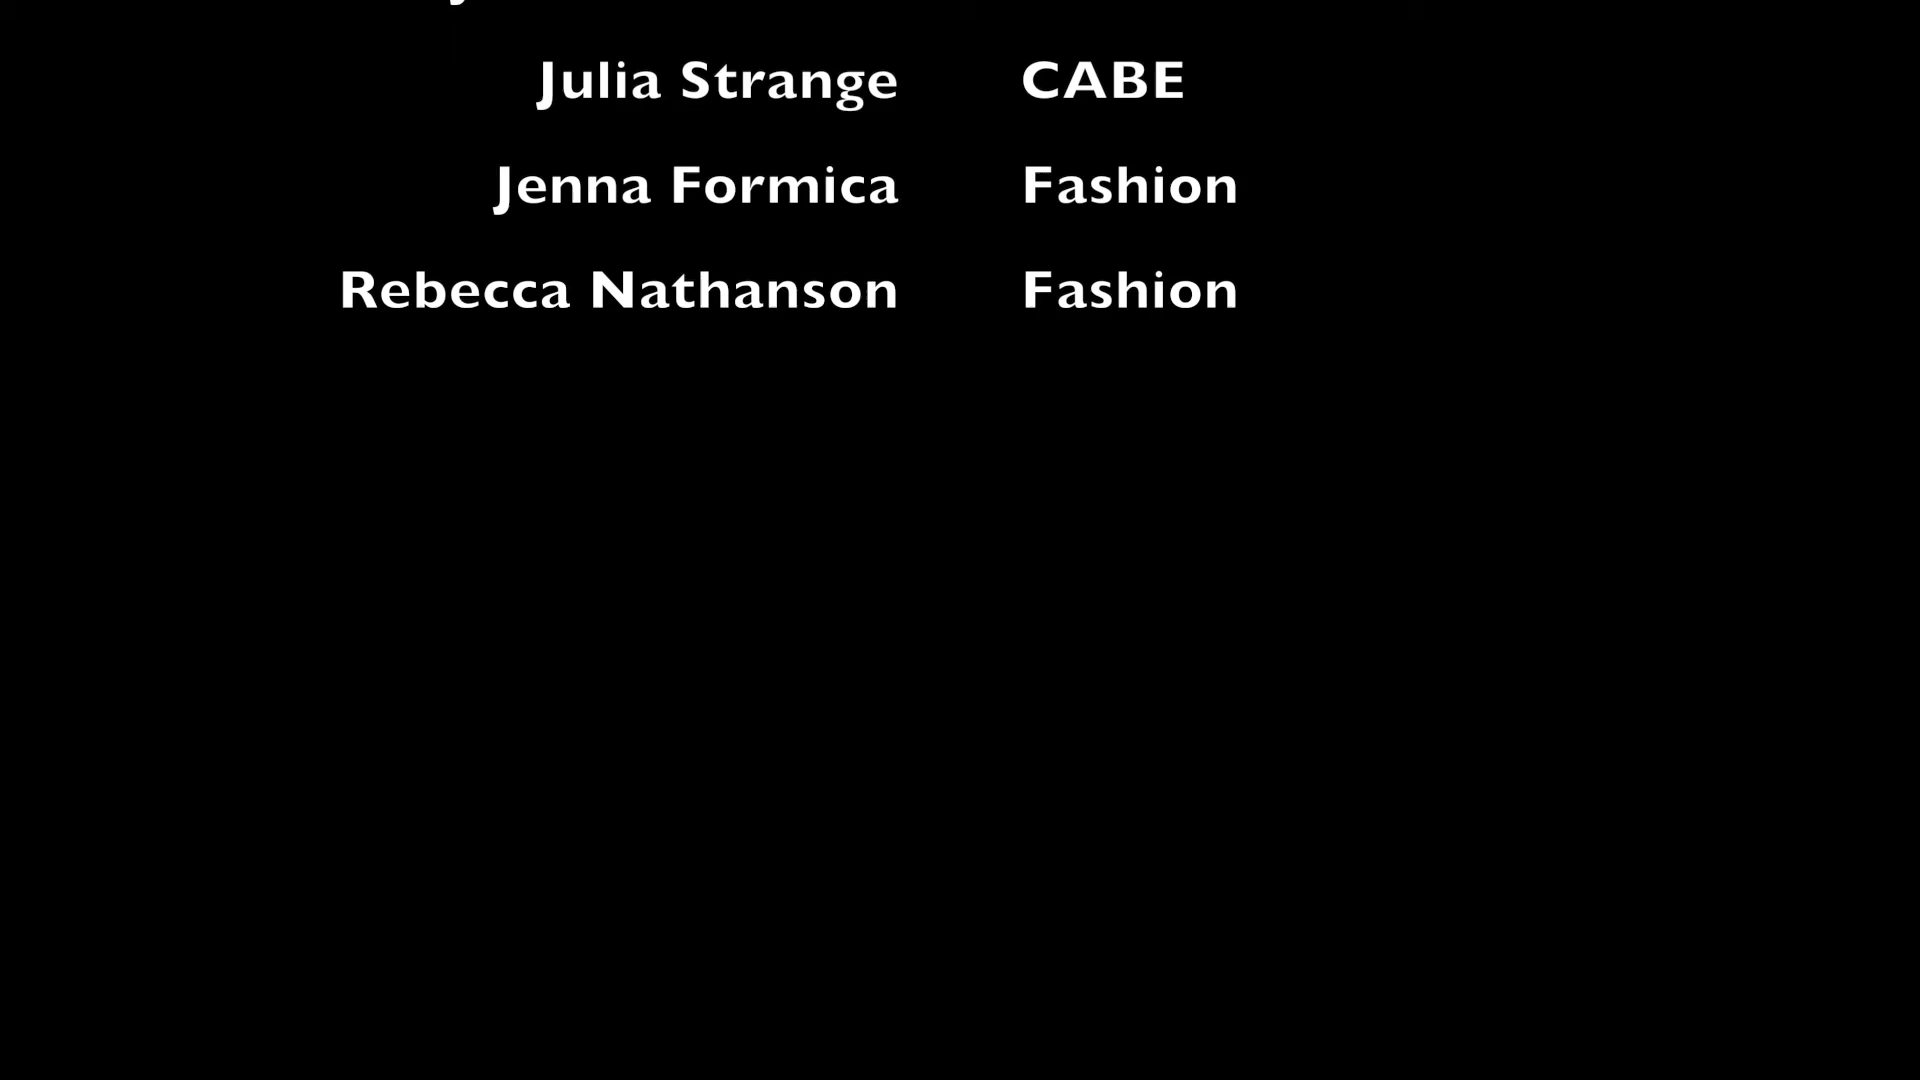 Julia Strange CABE
Jenna Formica Fashion
Rebecca Nathanson Fashion